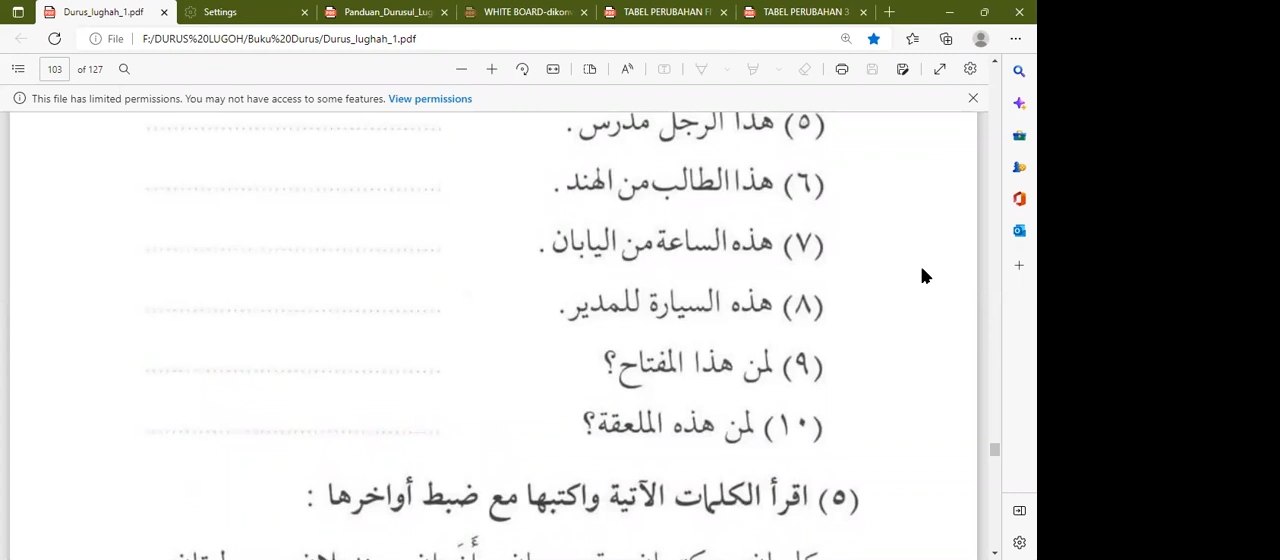 Durus_lughah_1.pdf
Settings
Panduan_Durusul_Lug
WHITE BOARD-dikonv
TABEL PERUBAHAN FI
TABEL PERUBAHAN 3
File
F:/DURUS%20LUGOH/Buku%20Durus/Durus_lughah_1.pdf
103 of 127
This file has limited permissions. You may not have access to some features. View permissions
(٥) هذا الرجل مدرس .
(٦) هذا الطالب من الهند .
(٧) هذه الساعة من اليابان .
(٨) هذه السيارة للمدير .
(٩) لمن هذا المفتاح؟
(١٠) لمن هذه الملعقة؟
(٥) اقرأ الكلمات الآتية واكتبها مع ضبط أواخرها :